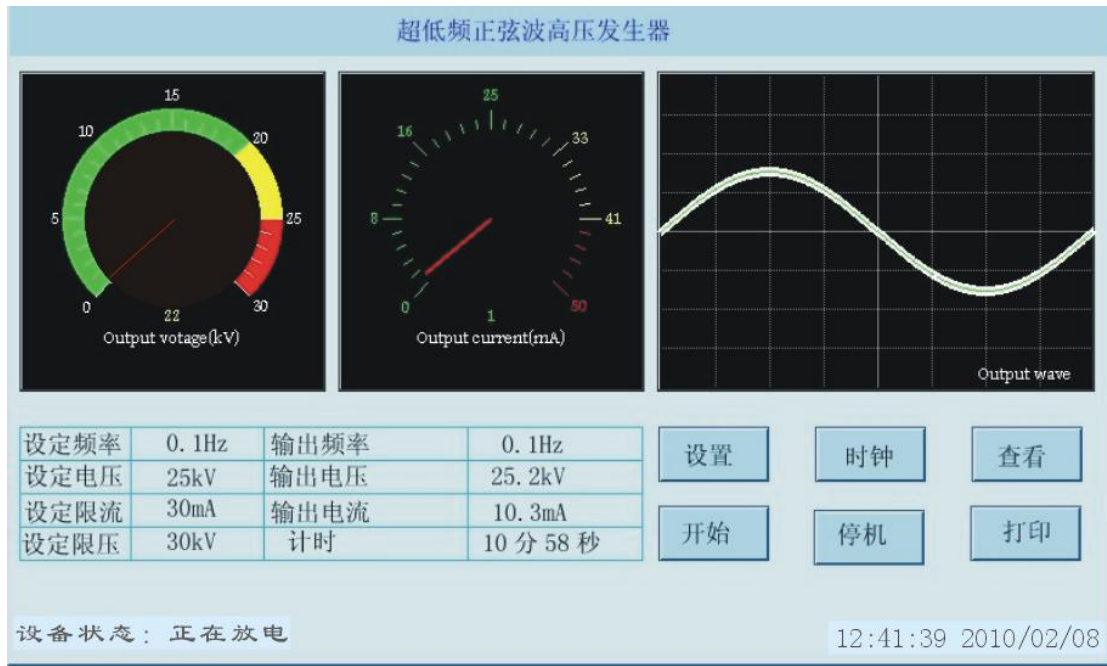 超低频正弦波高压发生器
15
10 20
5 25
0 22 30
Output votage(kV)
25
16 33
8 41
0 1 50
Output current(mA)
Output wave
设定频率 0.1Hz 输出频率 0.1Hz
设定电压 25kV 输出电压 25.2kV
设定限流 30mA 输出电流 10.3mA
设定限压 30kV 计时 10分58秒
设置 时钟 查看
开始 停机 打印
设备状态：正在放电
12:41:39 2010/02/08